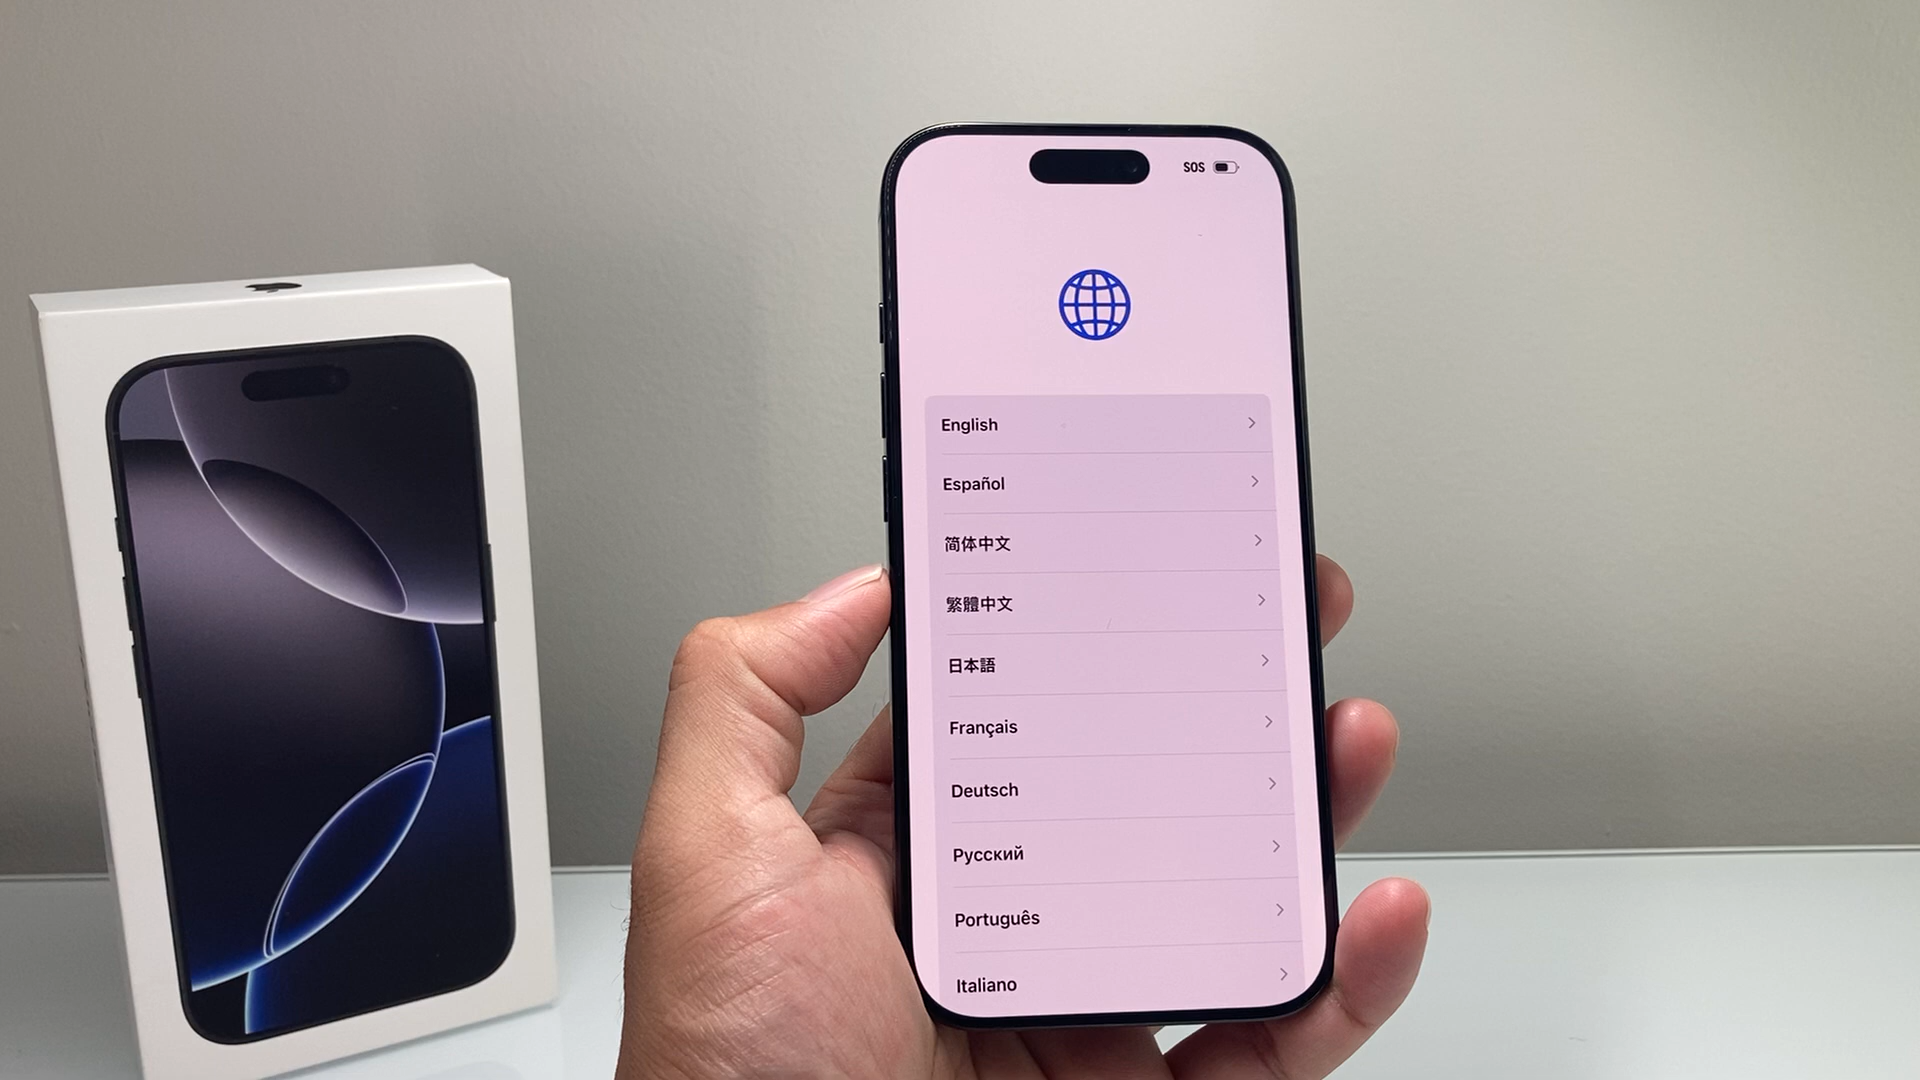 SOS
English
Español
简体中文
繁體中文
日本語
Français
Deutsch
Русский
Português
Italiano